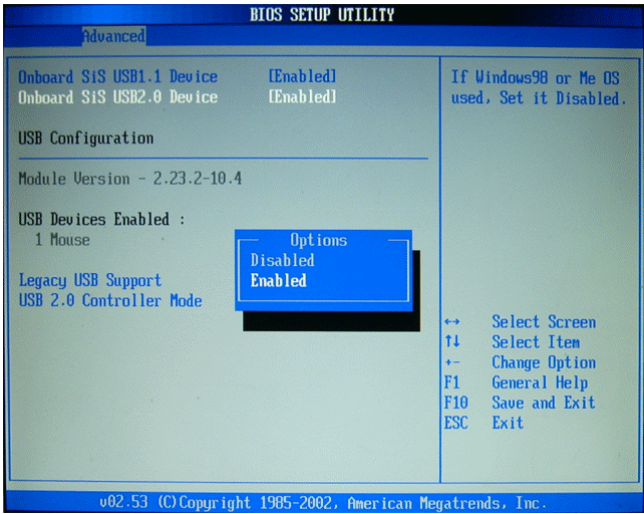 BIOS SETUP UTILITY
Advanced
Onboard SiS USB1.1 Device [Enabled]
Onboard SiS USB2.0 Device [Enabled]
USB Configuration
Module Version - 2.23.2-10.4
USB Devices Enabled :
1 Mouse
Legacy USB Support
USB 2.0 Controller Mode
Options
Disabled
Enabled
If Windows98 or Me OS
used, Set it Disabled.
↔ Select Screen
↑↓ Select Item
+- Change Option
F1 General Help
F10 Save and Exit
ESC Exit
v02.53 (C)Copyright 1985-2002, American Megatrends, Inc.